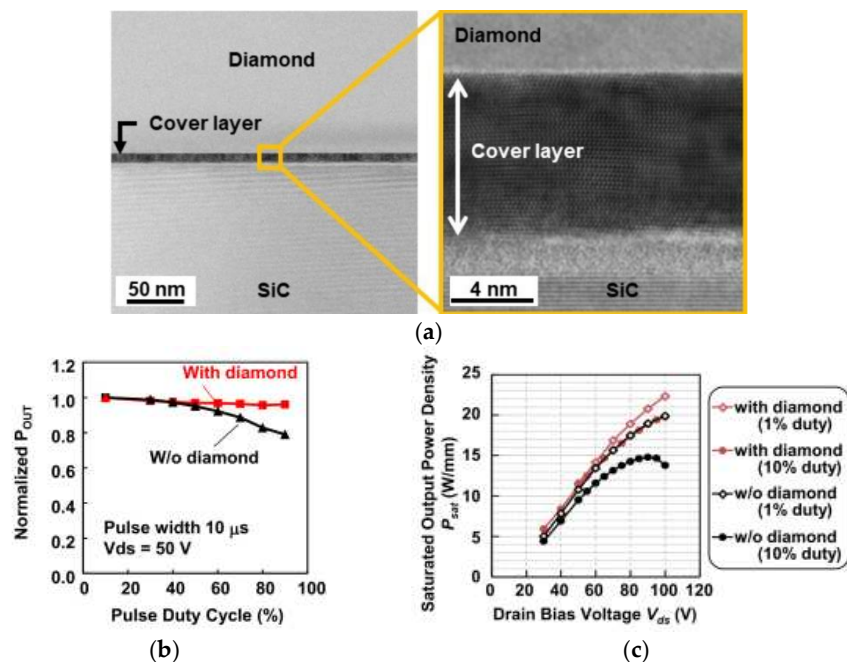 Diamond
Cover layer
50 nm
SiC
Diamond
Cover layer
4 nm
SiC
(a)
Normalized POUT
1.2
1.0
0.8
0.6
0.4
0.2
0.0
With diamond
W/o diamond
Pulse width 10 μs
Vds = 50 V
0 20 40 60 80 100
Pulse Duty Cycle (%)
(b)
Saturated Output Power Density
Psat (W/mm)
25
20
15
10
5
0
0 20 40 60 80 100 120
Drain Bias Voltage Vds (V)
with diamond
(1% duty)
with diamond
(10% duty)
w/o diamond
(1% duty)
w/o diamond
(10% duty)
(c)